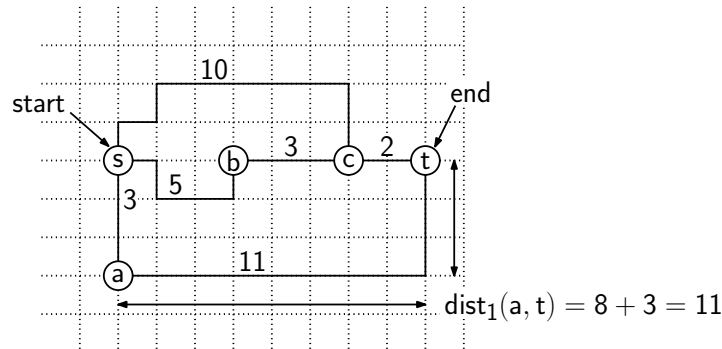 10
start
end
s
b
3
c
2
t
3
5
a
11
dist₁(a, t) = 8 + 3 = 11